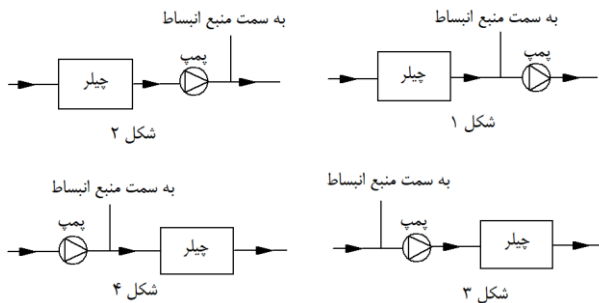 به سمت منبع انبساط
پمپ
چیلر
شکل ۱
به سمت منبع انبساط
پمپ
چیلر
شکل ۲
به سمت منبع انبساط
پمپ
چیلر
شکل ۳
به سمت منبع انبساط
پمپ
چیلر
شکل ۴